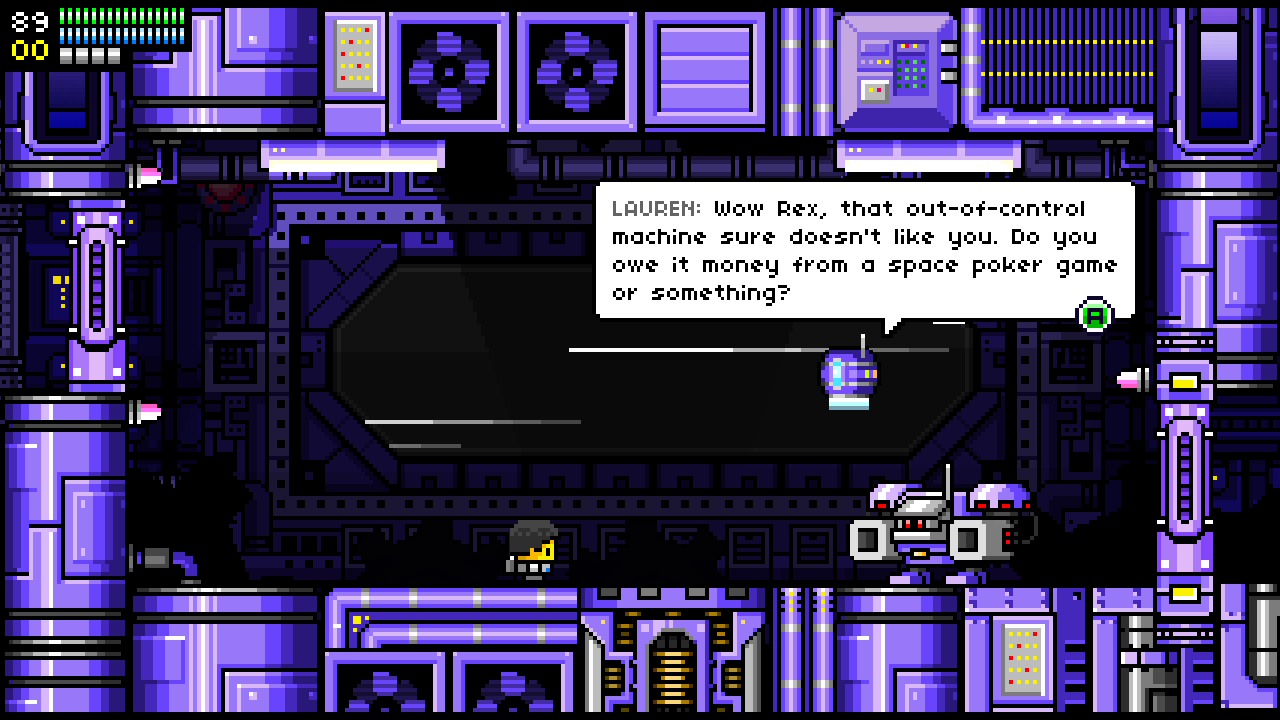 89
00
LAUREN: Wow Rex, that out-of-control
machine sure doesn't like you. Do you
owe it money from a space poker game
or something?
A